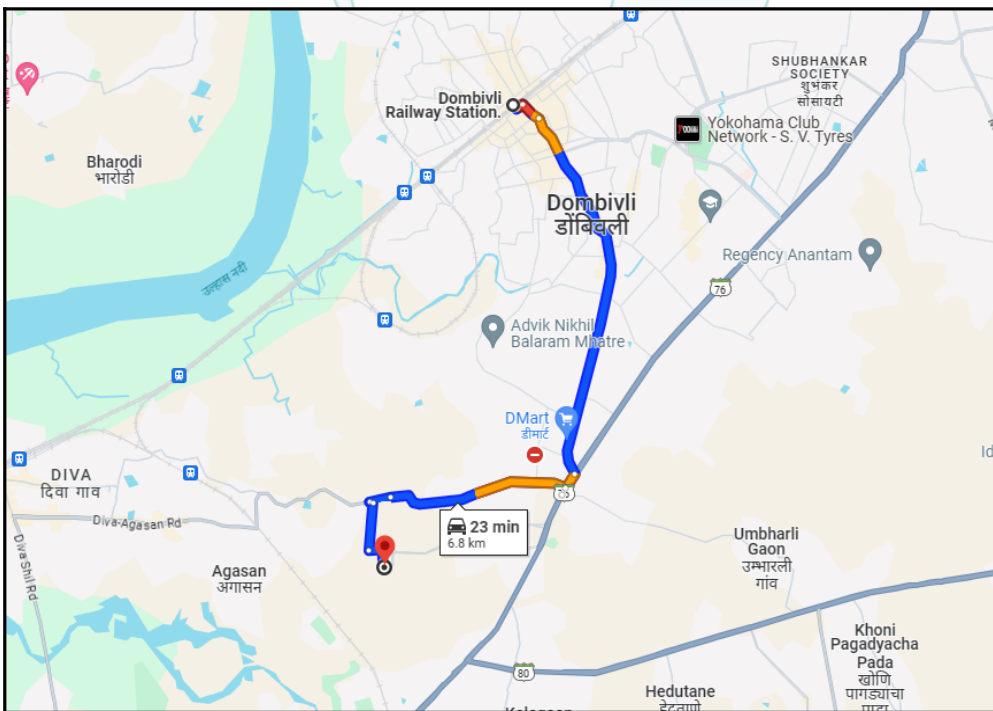 SHUBHANKAR
SOCIETY
शुभंकर
सोसायटी
Dombivli
Railway Station.
Yokohama Club
Network - S. V. Tyres
Bharodi
भारोडी
Dombivli
डोंबिवली
उल्हास नदी
Regency Anantam
76
Advik Nikhil
Balaram Mhatre
DMart
डीमार्ट
DIVA
दिवा गाव
Diva-Agasan Rd
23 min
6.8 km
Umbharli
Gaon
उम्भारली
गांव
Diva Shil Rd
Agasan
अगासन
Khoni
Pagadyacha
Pada
खोणि
पागड्याचा
पाडा
80
Hedutane
हेदुताणे